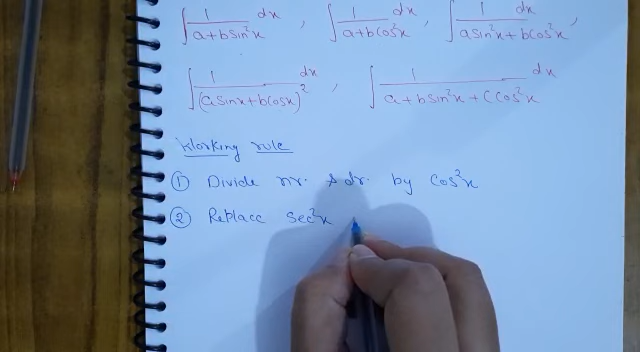 ∫ 1/(a+bsin²x) dx , ∫ 1/(a+bcos²x) dx , ∫ 1/(asin²x+bcos²x) dx ,
∫ 1/(asinx+bcosx)² dx , ∫ 1/(a+bsin²x+ccos²x) dx
Working rule
① Divide nr. & dr. by cos²x
② Replace sec²x